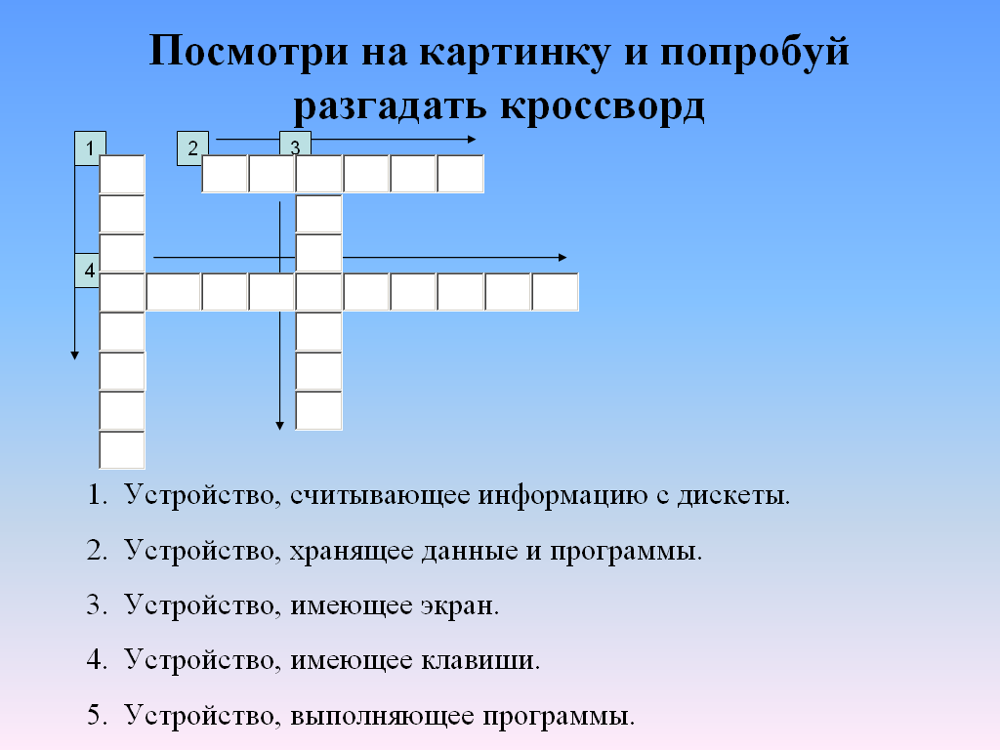 Посмотри на картинку и попробуй
разгадать кроссворд
1 2 3
4
1. Устройство, считывающее информацию с дискеты.
2. Устройство, хранящее данные и программы.
3. Устройство, имеющее экран.
4. Устройство, имеющее клавиши.
5. Устройство, выполняющее программы.